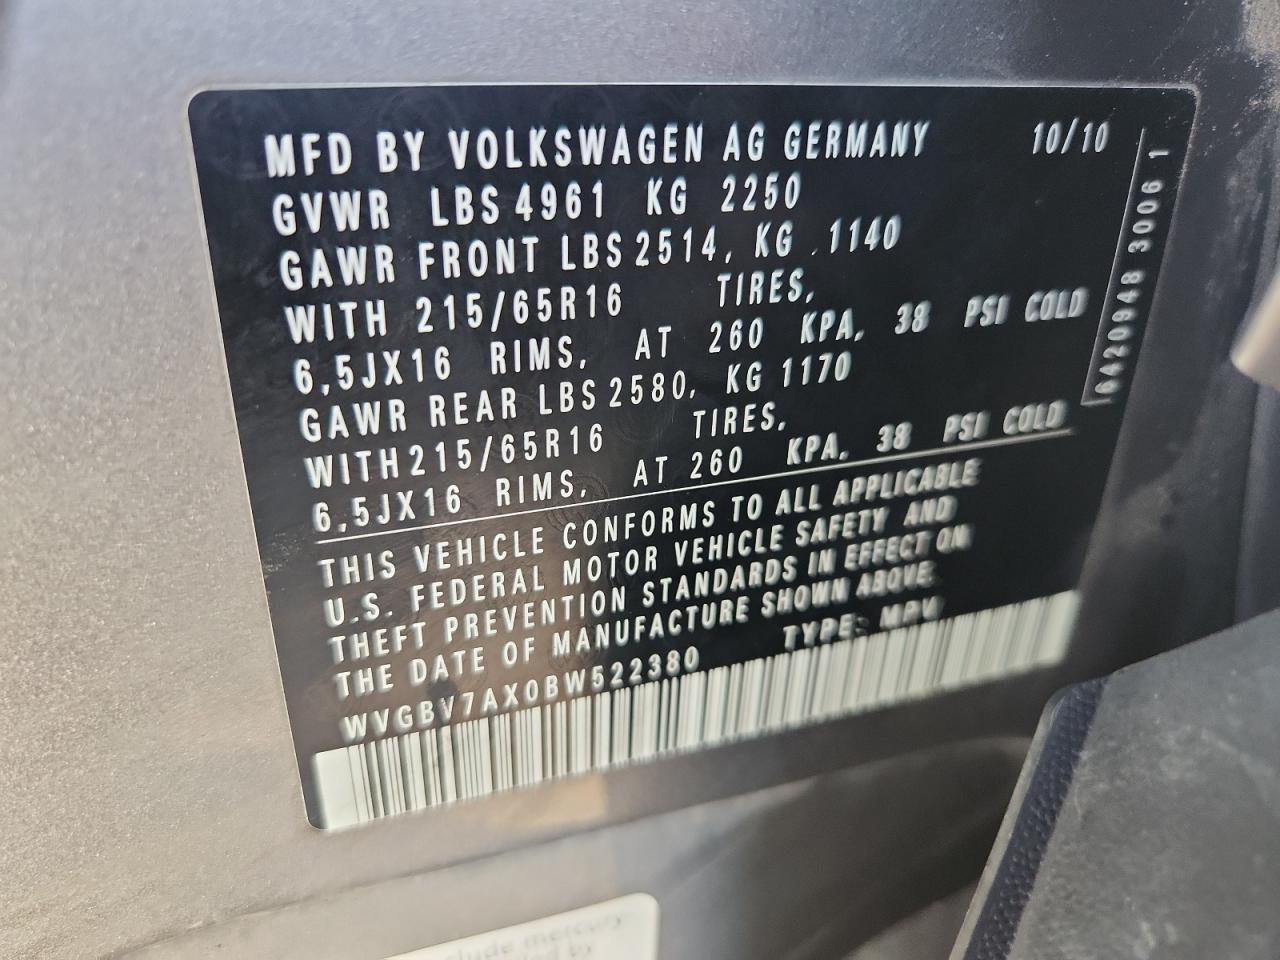 MFD BY VOLKSWAGEN AG GERMANY 10/10
GVWR LBS 4961 KG 2250
GAWR FRONT LBS 2514, KG .1140
WITH 215/65R16 TIRES,
6,5JX16 RIMS, AT 260 KPA, 38 PSI COLD
GAWR REAR LBS 2580, KG 1170
WITH 215/65R16 TIRES,
6,5JX16 RIMS, AT 260 KPA, 38 PSI COLD
THIS VEHICLE CONFORMS TO ALL APPLICABLE
U.S. FEDERAL MOTOR VEHICLE SAFETY AND
THEFT PREVENTION STANDARDS IN EFFECT ON
THE DATE OF MANUFACTURE SHOWN ABOVE.
WVGBV7AX0BW522380 TYPE: MPV
6420948 3006 1
mercury
by